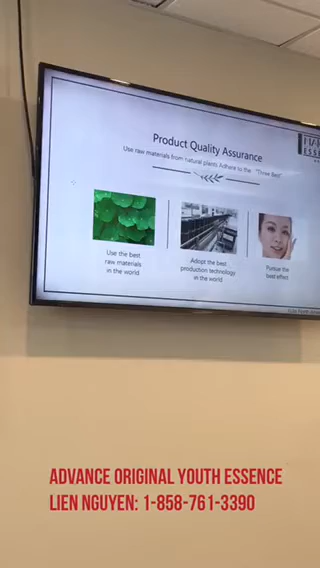 Product Quality Assurance
Use raw materials from natural plants Adhere to the "Three Best"
Use the best
raw materials
in the world
Adopt the best
production technology
in the world
Pursue the
best effect
ADVANCE ORIGINAL YOUTH ESSENCE
LIEN NGUYEN: 1-858-761-3390